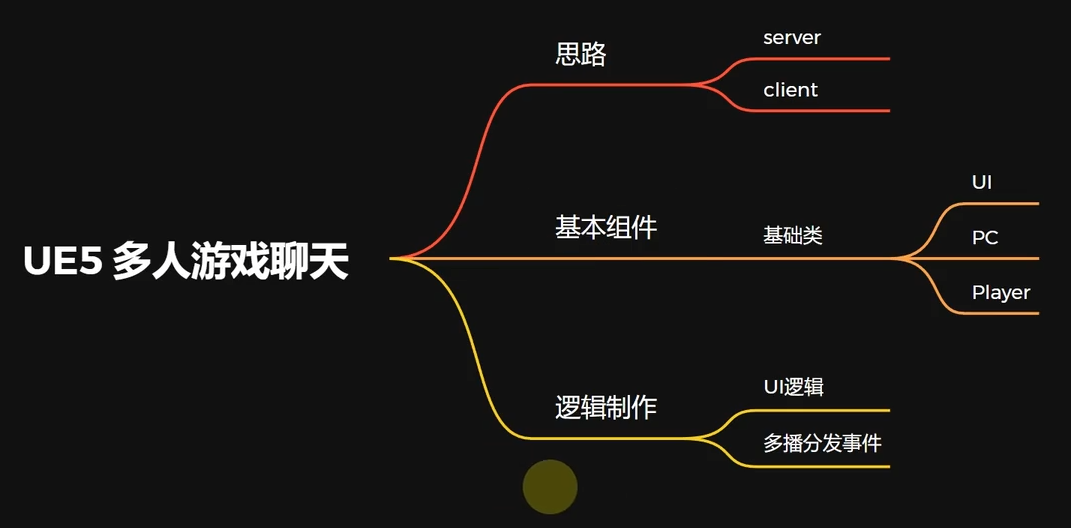 UE5 多人游戏聊天
思路
server
client
基本组件
基础类
UI
PC
Player
逻辑制作
UI逻辑
多播分发事件